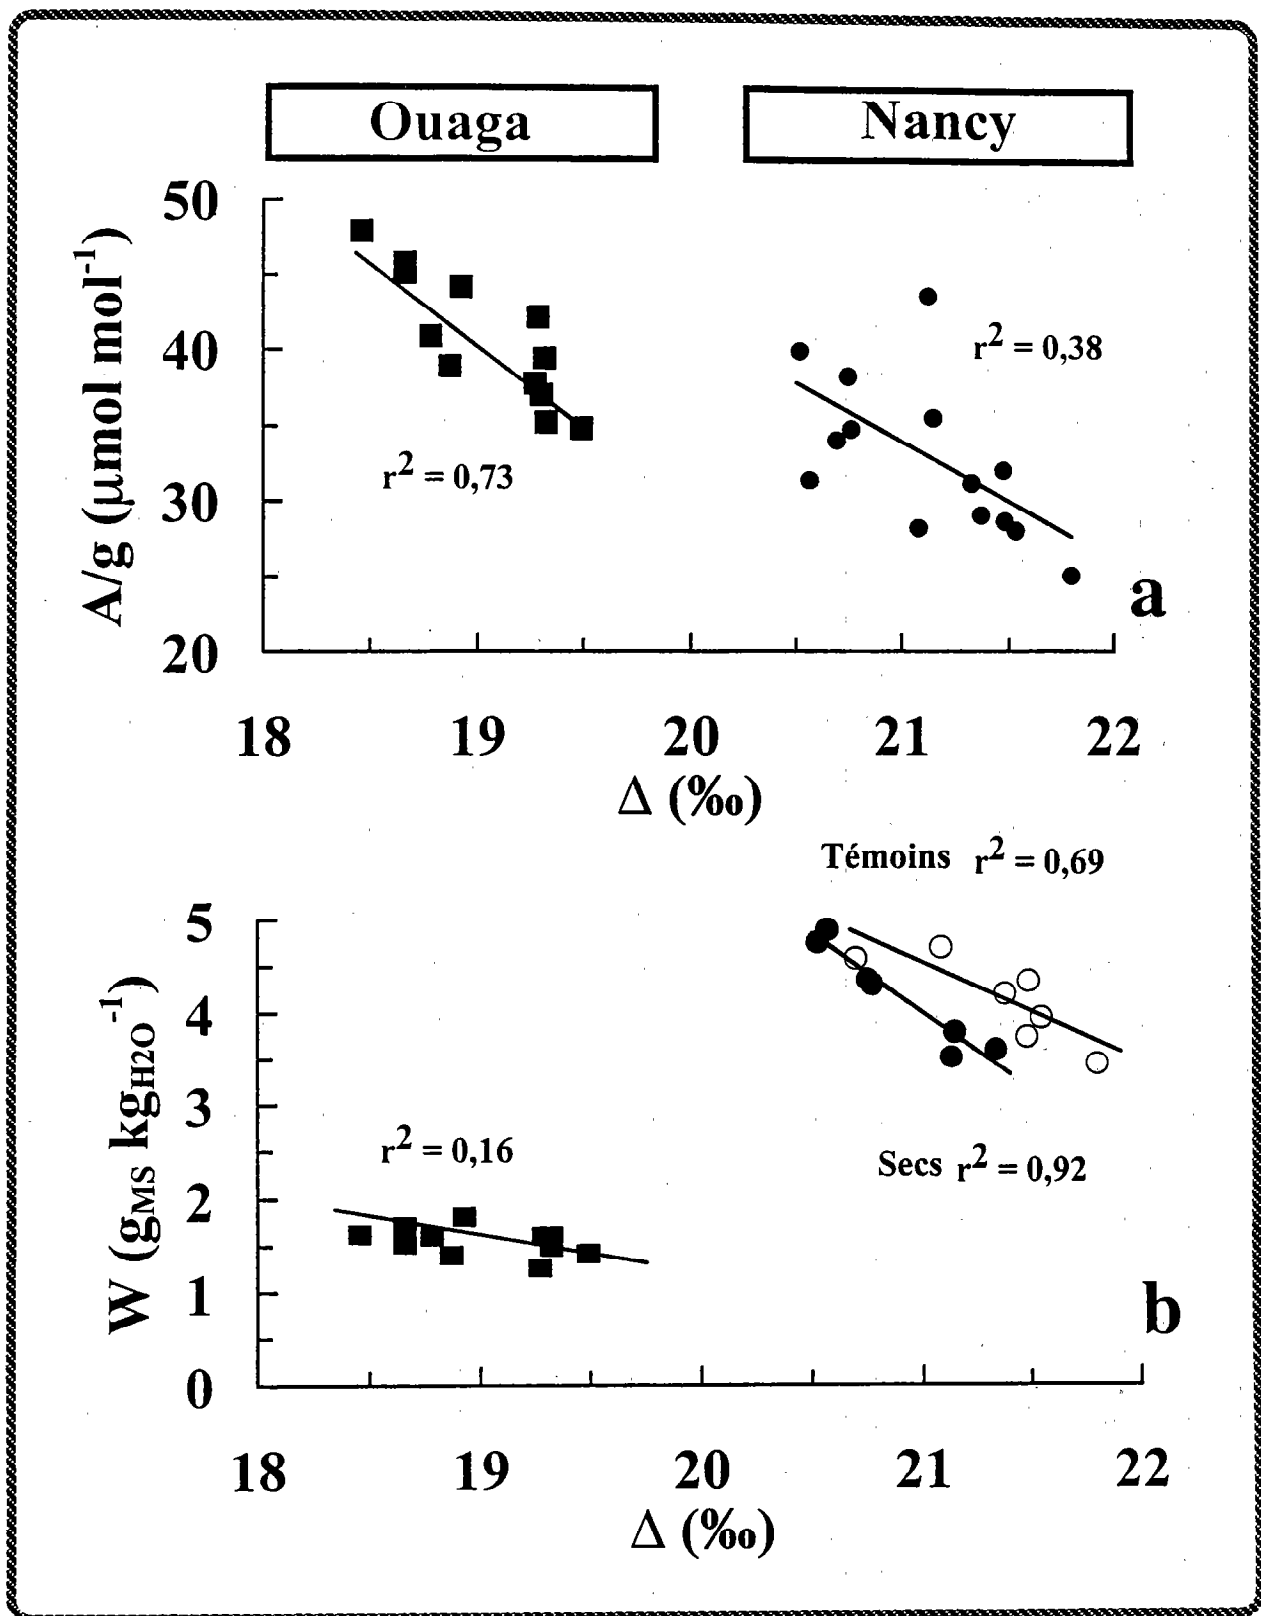 Ouaga
Nancy
50
40
30
20
A/g (µmol mol⁻¹)
r² = 0,73
r² = 0,38
a
18 19 20 21 22
Δ (‰)
Témoins r² = 0,69
5
4
3
2
1
0
W (gMS kgH2O⁻¹)
r² = 0,16
Secs r² = 0,92
b
18 19 20 21 22
Δ (‰)